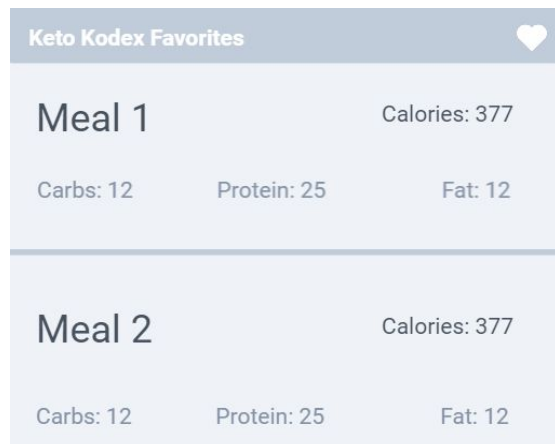 Keto Kodex Favorites
Meal 1 Calories: 377
Carbs: 12 Protein: 25 Fat: 12
Meal 2 Calories: 377
Carbs: 12 Protein: 25 Fat: 12